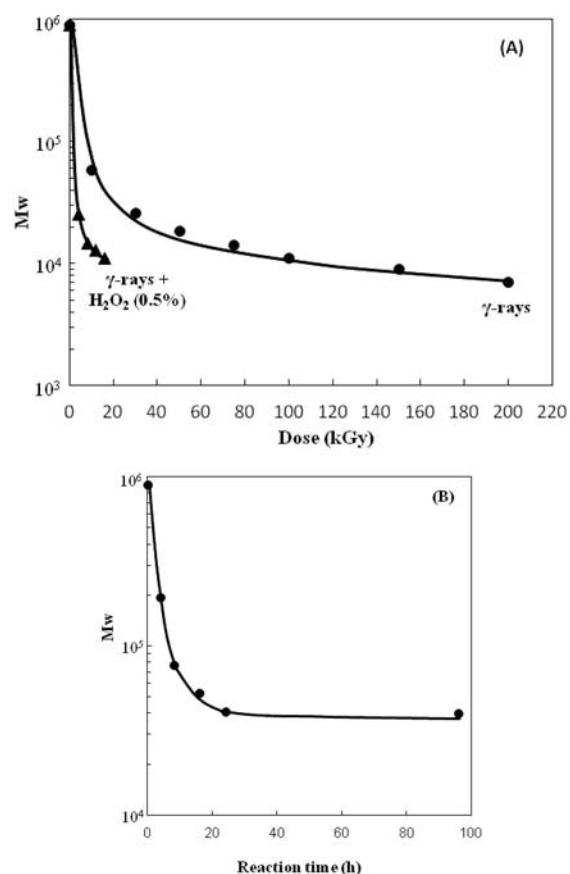 (A)
10⁶
10⁵
10⁴
10³
Mw
γ-rays +
H₂O₂ (0.5%)
γ-rays
0 20 40 60 80 100 120 140 160 180 200 220
Dose (kGy)
(B)
10⁶
10⁵
10⁴
Mw
0 20 40 60 80 100
Reaction time (h)